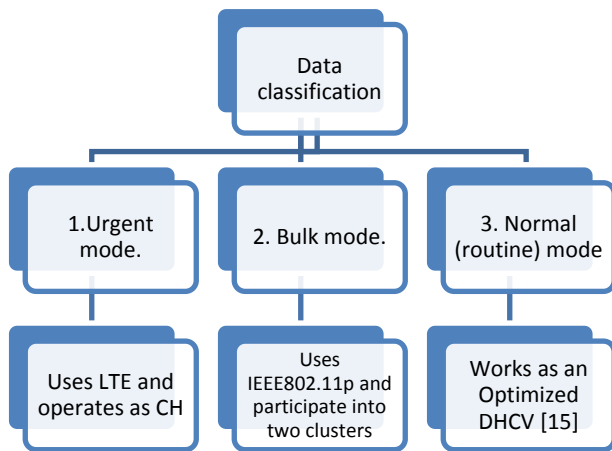 Data
classification
1.Urgent
mode.
2. Bulk mode.
3. Normal
(routine) mode
Uses LTE and
operates as CH
Uses
IEEE802.11p and
participate into
two clusters
Works as an
Optimized
DHCV [15]